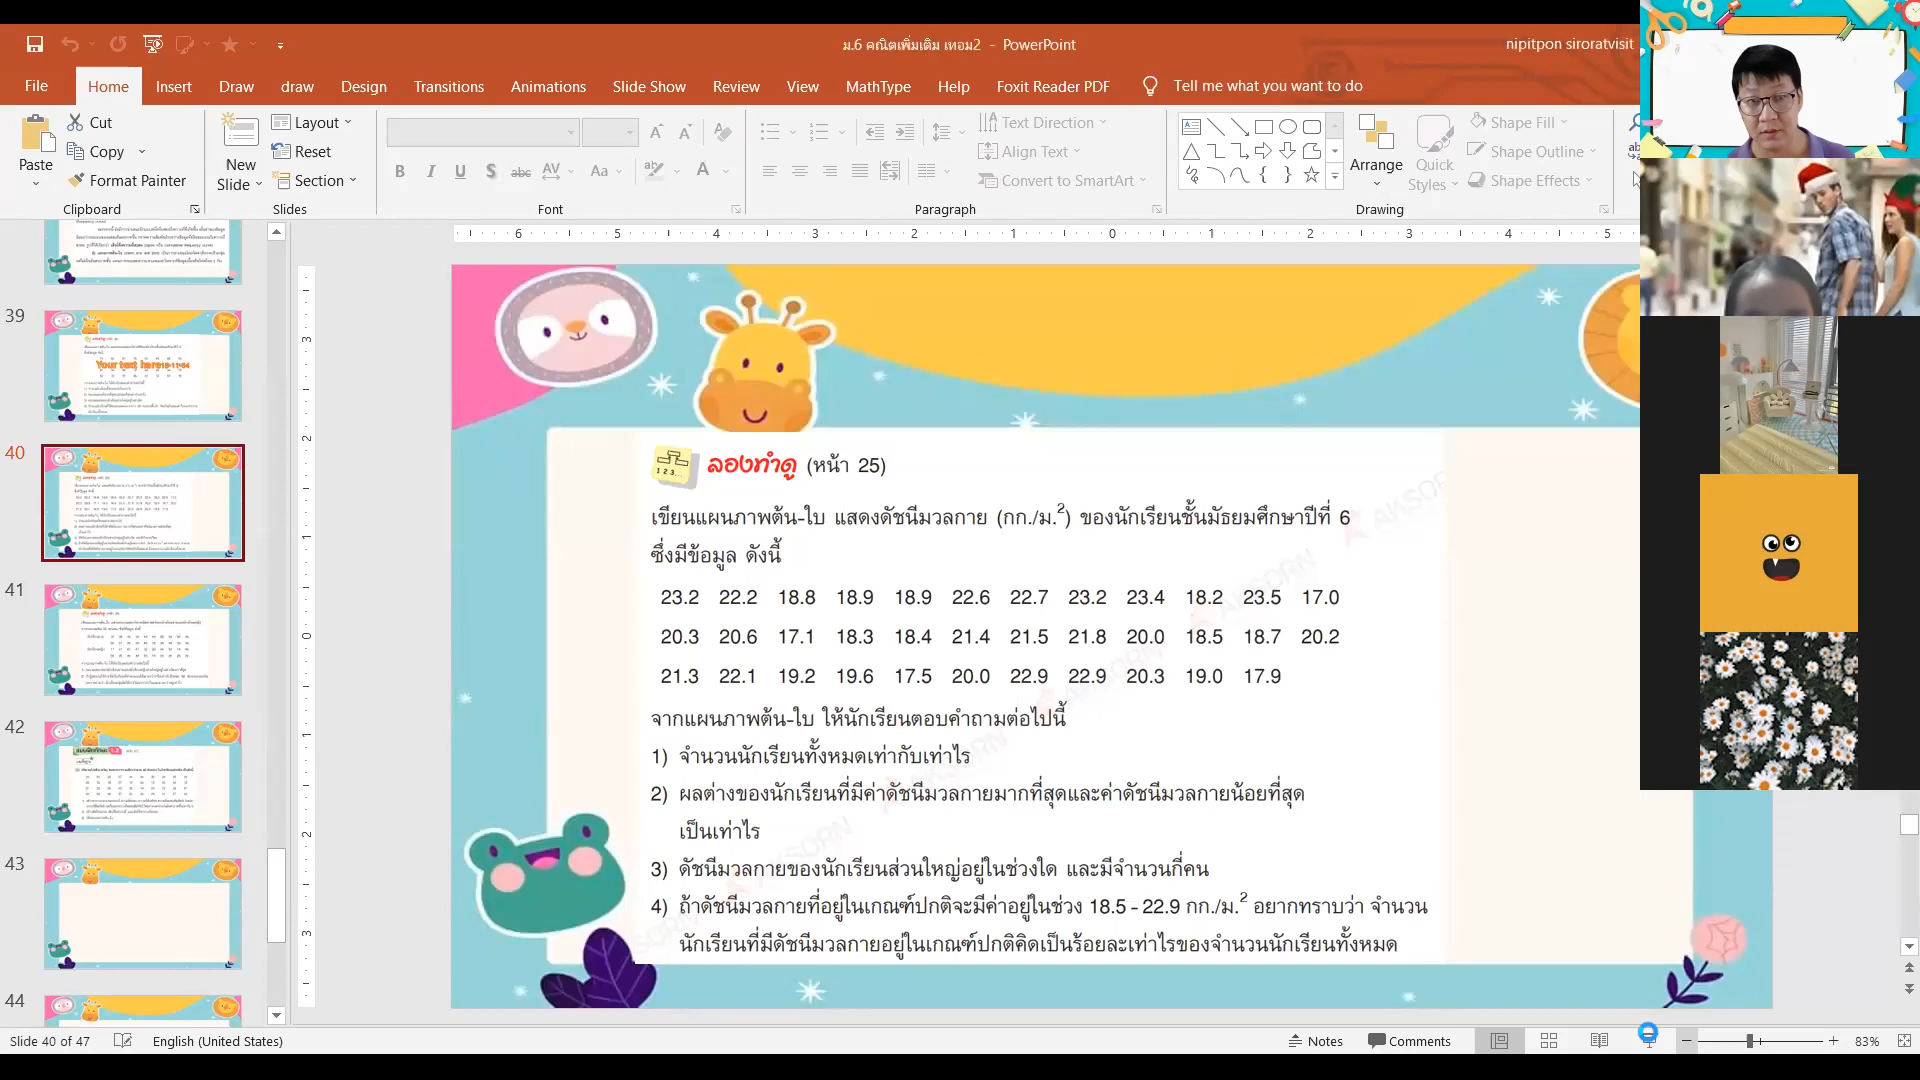 ม.6 คณิตเพิ่มเติม เทอม2 - PowerPoint
nipitpon siroratvisit
File Home Insert Draw draw Design Transitions Animations Slide Show Review View MathType Help Foxit Reader PDF Tell me what you want to do
Paste
Cut
Copy
Format Painter
Clipboard
New Slide
Layout
Reset
Section
Slides
Font
Text Direction
Align Text
Convert to SmartArt
Paragraph
Arrange
Quick Styles
Shape Fill
Shape Outline
Shape Effects
Drawing
39
40
41
42
43
44
ลองทำดู (หน้า 25)
เขียนแผนภาพต้น-ใบ แสดงดัชนีมวลกาย (กก./ม.²) ของนักเรียนชั้นมัธยมศึกษาปีที่ 6
ซึ่งมีข้อมูล ดังนี้
23.2 22.2 18.8 18.9 18.9 22.6 22.7 23.2 23.4 18.2 23.5 17.0
20.3 20.6 17.1 18.3 18.4 21.4 21.5 21.8 20.0 18.5 18.7 20.2
21.3 22.1 19.2 19.6 17.5 20.0 22.9 22.9 20.3 19.0 17.9
จากแผนภาพต้น-ใบ ให้นักเรียนตอบคำถามต่อไปนี้
1) จำนวนนักเรียนทั้งหมดเท่ากับเท่าไร
2) ผลต่างของนักเรียนที่มีค่าดัชนีมวลกายมากที่สุดและค่าดัชนีมวลกายน้อยที่สุด
เป็นเท่าไร
3) ดัชนีมวลกายของนักเรียนส่วนใหญ่อยู่ในช่วงใด และมีจำนวนกี่คน
4) ถ้าดัชนีมวลกายที่อยู่ในเกณฑ์ปกติจะมีค่าอยู่ในช่วง 18.5 - 22.9 กก./ม.² อยากทราบว่า จำนวน
นักเรียนที่มีดัชนีมวลกายอยู่ในเกณฑ์ปกติคิดเป็นร้อยละเท่าไรของจำนวนนักเรียนทั้งหมด
Slide 40 of 47
English (United States)
Notes
Comments
83%